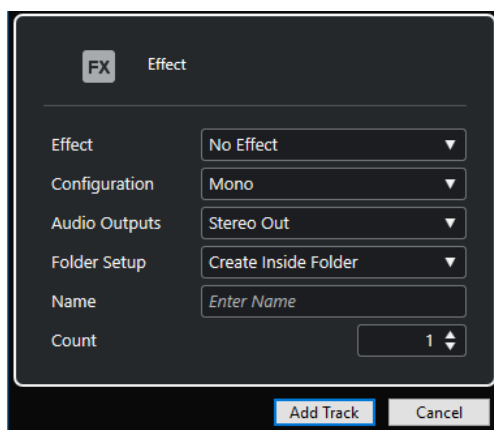 FX Effect
Effect No Effect
Configuration Mono
Audio Outputs Stereo Out
Folder Setup Create Inside Folder
Name Enter Name
Count 1
Add Track Cancel